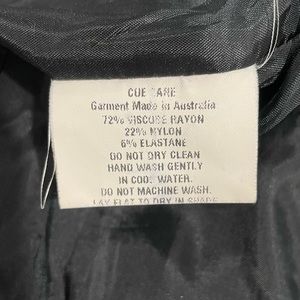 CUE CARE
Garment Made in Australia
72% VISCOSE RAYON
22% NYLON
6% ELASTANE
DO NOT DRY CLEAN
HAND WASH GENTLY
IN COOL WATER.
DO NOT MACHINE WASH.
LAY FLAT TO DRY IN SHADE